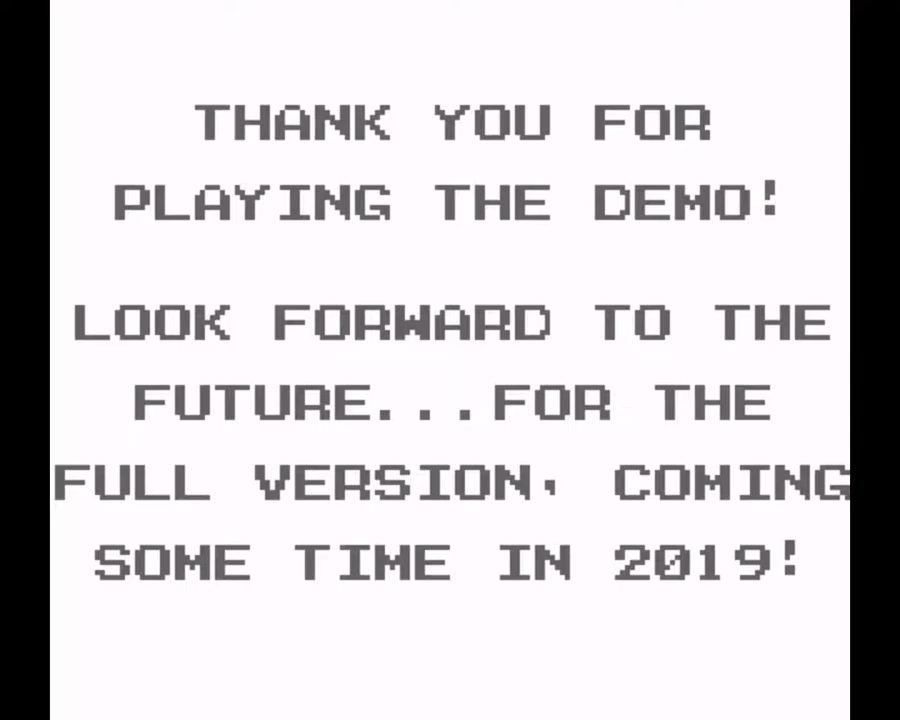 THANK YOU FOR
PLAYING THE DEMO!
LOOK FORWARD TO THE
FUTURE...FOR THE
FULL VERSION, COMING
SOME TIME IN 2019!